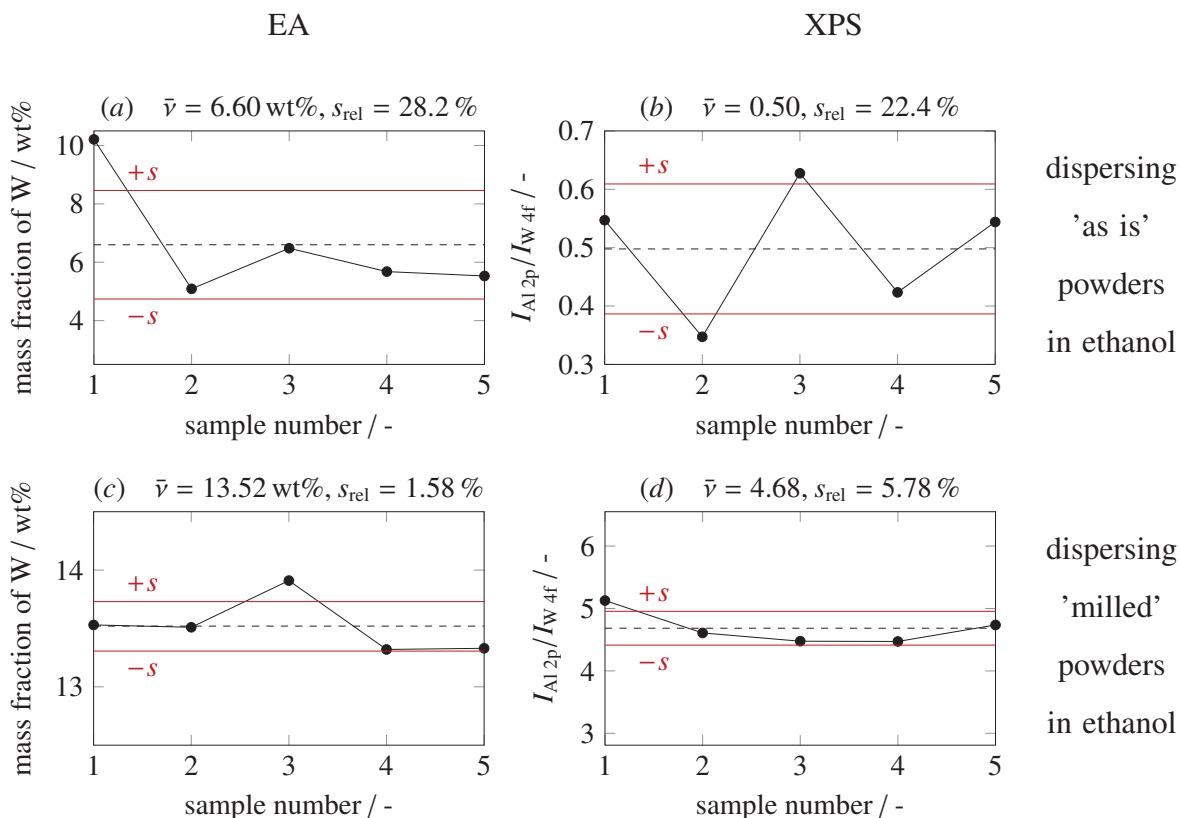 EA
XPS
(a) ν̄ = 6.60 wt%, s_rel = 28.2 %
mass fraction of W / wt%
10
8
6
4
+s
−s
1 2 3 4 5
sample number / -
(b) ν̄ = 0.50, s_rel = 22.4 %
I_Al 2p/I_W 4f / -
0.7
0.6
0.5
0.4
0.3
+s
−s
1 2 3 4 5
sample number / -
dispersing
'as is'
powders
in ethanol
(c) ν̄ = 13.52 wt%, s_rel = 1.58 %
mass fraction of W / wt%
14
13
+s
−s
1 2 3 4 5
sample number / -
(d) ν̄ = 4.68, s_rel = 5.78 %
I_Al 2p/I_W 4f / -
6
5
4
3
+s
−s
1 2 3 4 5
sample number / -
dispersing
'milled'
powders
in ethanol